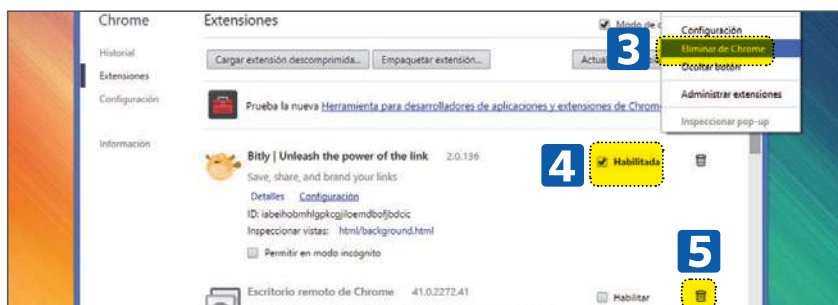 Chrome
Extensiones
Modo de
Configuración
3
Eliminar de Chrome
Ocultar botón
Administrar extensiones
Inspeccionar pop-up
Historial
Extensiones
Configuración
Información
Cargar extensión descomprimida...
Empaquetar extensión...
Prueba la nueva Herramienta para desarrolladores de aplicaciones y extensiones de Chrom
Bitly | Unleash the power of the link 2.0.136
4
Habilitada
Save, share, and brand your links
Detalles Configuración
ID: iabeihobmhlgpkcgjiloemdbofjbdcic
Inspeccionar vistas: html/background.html
Permitir en modo incógnito
5
Escritorio remoto de Chrome 41.0.2272.41
Habilitar